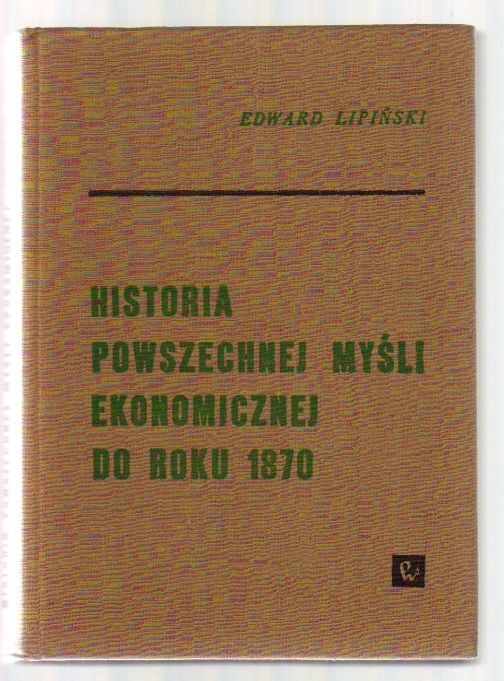 EDWARD LIPIŃSKI
HISTORIA
POWSZECHNEJ MYŚLI
EKONOMICZNEJ
DO ROKU 1870